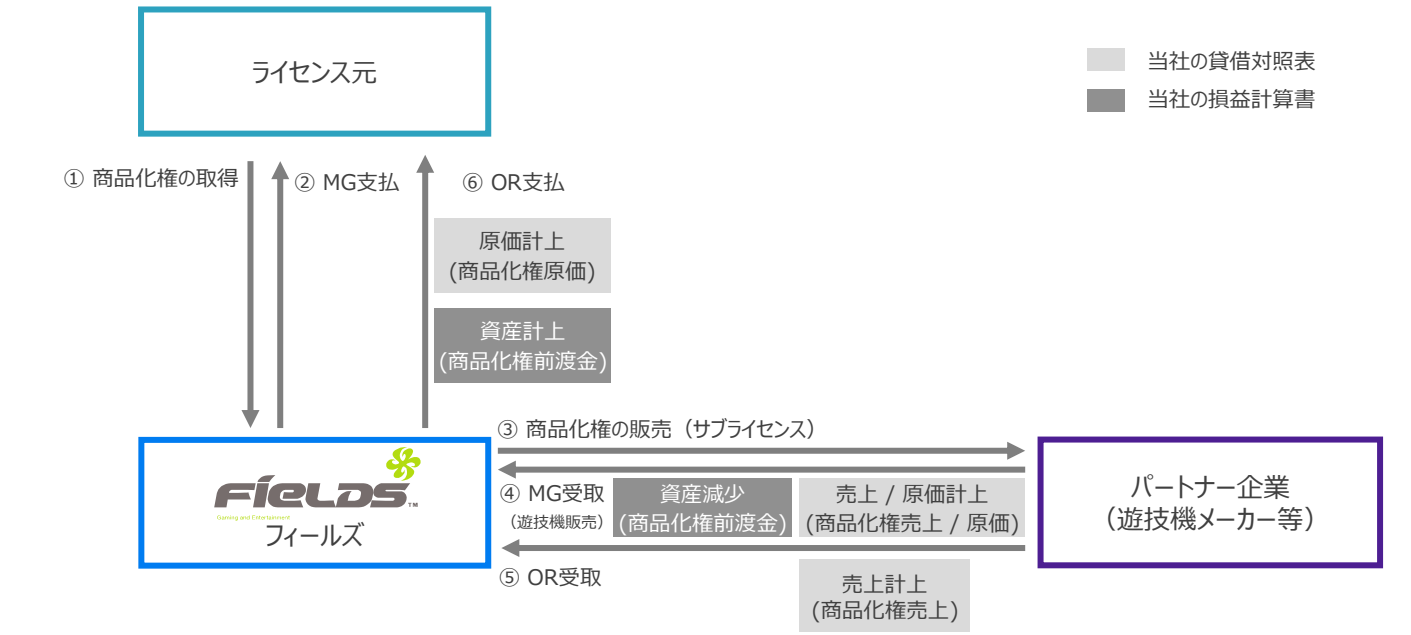 ライセンス元
当社の貸借対照表
当社の損益計算書
① 商品化権の取得
② MG支払
⑥ OR支払
原価計上
(商品化権原価)
資産計上
(商品化権前渡金)
③ 商品化権の販売（サブライセンス）
FIELDS™
Gaming and Entertainment
フィールズ
④ MG受取
（遊技機販売）
資産減少
(商品化権前渡金)
売上 / 原価計上
(商品化権売上 / 原価)
パートナー企業
（遊技機メーカー等）
⑤ OR受取
売上計上
(商品化権売上)